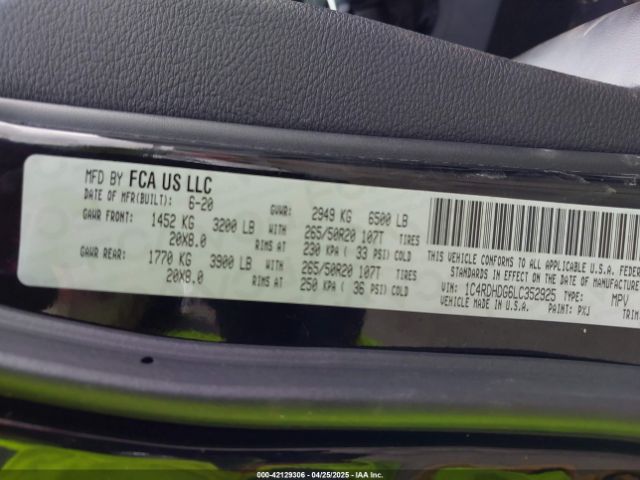 MFD BY FCA US LLC
DATE OF MFR(BUILT): 6-20 GVWR: 2949 KG 6500 LB
GAWR FRONT: 1452 KG 3200 LB WITH 265/50R20 107T TIRES
20X8.0 RIMS AT 230 KPA ( 33 PSI) COLD
GAWR REAR: 1770 KG 3900 LB WITH 265/50R20 107T TIRES
20X8.0 RIMS AT 250 KPA ( 36 PSI) COLD
THIS VEHICLE CONFORMS TO ALL APPLICABLE U.S.A. FEDERAL
STANDARDS IN EFFECT ON THE DATE OF
VIN: 1C4RDHDG6LC352925 TYPE: MPV
VEHICLE MADE IN U.S.A. PAINT: PXJ TRIM
000-42129306 - 04/25/2025 - IAA Inc.